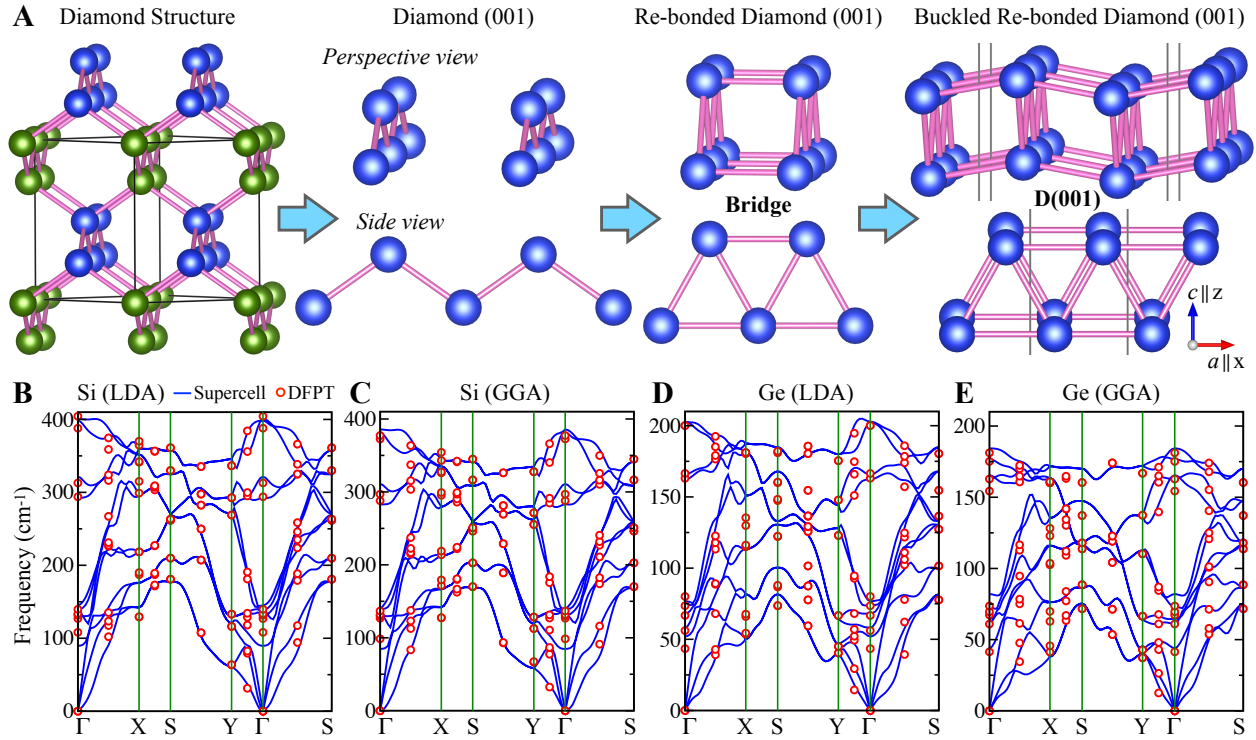 A
Diamond Structure
Diamond (001)
Re-bonded Diamond (001)
Buckled Re-bonded Diamond (001)
Perspective view
Side view
Bridge
D(001)
c||z
a||x
B
Si (LDA)
Supercell
DFPT
C
Si (GGA)
D
Ge (LDA)
E
Ge (GGA)
Frequency (cm⁻¹)
400
300
200
100
0
Γ X S Y Γ S
400
300
200
100
0
Γ X S Y Γ S
200
150
100
50
0
Γ X S Y Γ S
200
150
100
50
0
Γ X S Y Γ S